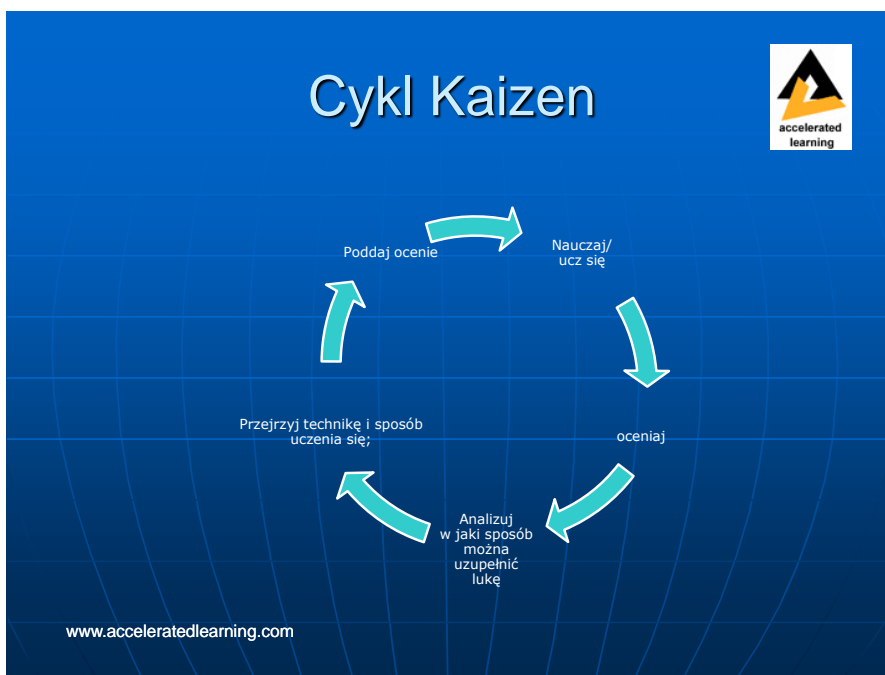 Cykl Kaizen
accelerated
learning
Poddaj ocenie
Nauczaj/
ucz się
Przejrzyj technikę i sposób
uczenia się;
oceniaj
Analizuj
w jaki sposób
można
uzupełnić
lukę
www.acceleratedlearning.com